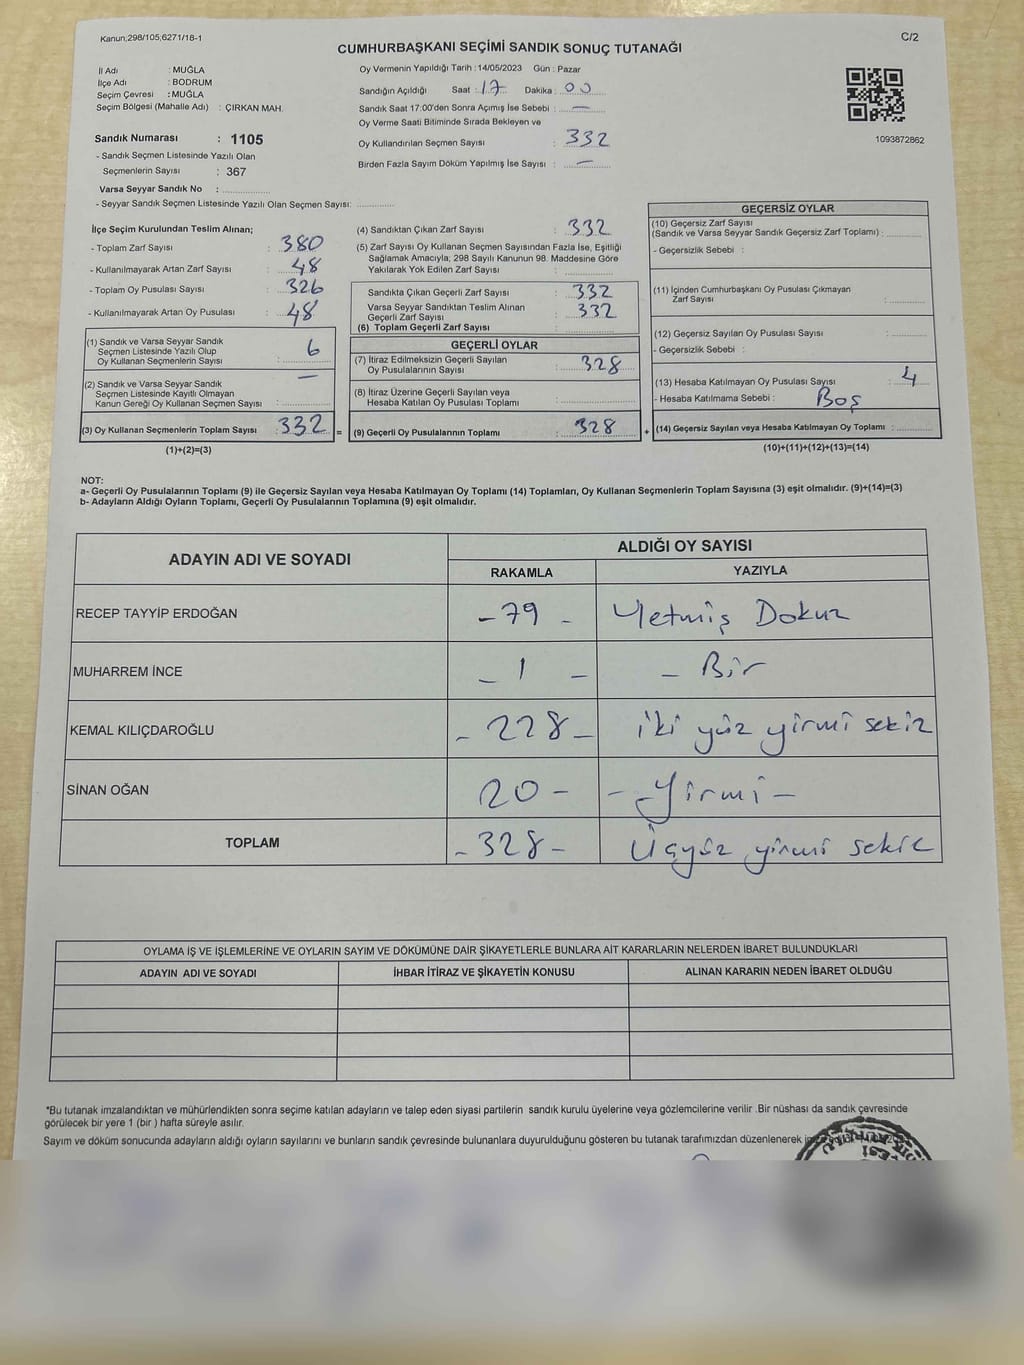 Kanun;298/105,6271/18-1
C/2
CUMHURBAŞKANI SEÇİMİ SANDIK SONUÇ TUTANAĞI
İl Adı : MUĞLA
İlçe Adı : BODRUM
Seçim Çevresi : MUĞLA
Seçim Bölgesi (Mahalle Adı) : ÇIRKAN MAH.
Sandık Numarası : 1105
- Sandık Seçmen Listesinde Yazılı Olan
Seçmenlerin Sayısı : 367
Varsa Seyyar Sandık No :
- Seyyar Sandık Seçmen Listesinde Yazılı Olan Seçmen Sayısı:
Oy Vermenin Yapıldığı Tarih : 14/05/2023 Gün : Pazar
Sandığın Açıldığı Saat : 17 Dakika : 00
Sandık Saat 17:00'den Sonra Açımış İse Sebebi : —
Oy Verme Saati Bitiminde Sırada Bekleyen ve
Oy Kullandırılan Seçmen Sayısı : 332
Birden Fazla Sayım Döküm Yapılmış İse Sayısı : —
1093872862
İlçe Seçim Kurulundan Teslim Alınan;
- Toplam Zarf Sayısı : 380
- Kullanılmayarak Artan Zarf Sayısı : 48
- Toplam Oy Pusulası Sayısı : 326
- Kullanılmayarak Artan Oy Pusulası : 48
(1) Sandık ve Varsa Seyyar Sandık
Seçmen Listesinde Yazılı Olup
Oy Kullanan Seçmenlerin Sayısı : 6
(2) Sandık ve Varsa Seyyar Sandık
Seçmen Listesinde Kayıtlı Olmayan
Kanun Gereği Oy Kullanan Seçmen Sayısı : —
(3) Oy Kullanan Seçmenlerin Toplam Sayısı : 332 =
(1)+(2)=(3)
(4) Sandıktan Çıkan Zarf Sayısı : 332
(5) Zarf Sayısı Oy Kullanan Seçmen Sayısından Fazla İse, Eşitliği
Sağlamak Amacıyla; 298 Sayılı Kanunun 98. Maddesine Göre
Yakılarak Yok Edilen Zarf Sayısı :
Sandıkta Çıkan Geçerli Zarf Sayısı : 332
Varsa Seyyar Sandıktan Teslim Alınan
Geçerli Zarf Sayısı : 332
(6) Toplam Geçerli Zarf Sayısı :
GEÇERLİ OYLAR
(7) İtiraz Edilmeksizin Geçerli Sayılan
Oy Pusulalarının Sayısı : 328
(8) İtiraz Üzerine Geçerli Sayılan veya
Hesaba Katılan Oy Pusulası Toplamı :
(9) Geçerli Oy Pusulalarının Toplamı : 328 +
GEÇERSİZ OYLAR
(10) Geçersiz Zarf Sayısı
(Sandık ve Varsa Seyyar Sandık Geçersiz Zarf Toplamı) :
- Geçersizlik Sebebi :
(11) İçinden Cumhurbaşkanı Oy Pusulası Çıkmayan
Zarf Sayısı :
(12) Geçersiz Sayılan Oy Pusulası Sayısı :
- Geçersizlik Sebebi :
(13) Hesaba Katılmayan Oy Pusulası Sayısı : 4
- Hesaba Katılmama Sebebi : Boş
(14) Geçersiz Sayılan veya Hesaba Katılmayan Oy Toplamı :
(10)+(11)+(12)+(13)=(14)
NOT:
a- Geçerli Oy Pusulalarının Toplamı (9) ile Geçersiz Sayılan veya Hesaba Katılmayan Oy Toplamı (14) Toplamları, Oy Kullanan Seçmenlerin Toplam Sayısına (3) eşit olmalıdır. (9)+(14)=(3)
b- Adayların Aldığı Oyların Toplamı, Geçerli Oy Pusulalarının Toplamına (9) eşit olmalıdır.
ADAYIN ADI VE SOYADI
ALDIĞI OY SAYISI
RAKAMLA YAZIYLA
RECEP TAYYİP ERDOĞAN - 79 - Yetmiş Dokuz
MUHARREM İNCE - 1 - - Bir
KEMAL KILIÇDAROĞLU - 228 - iki yüz yirmi sekiz
SİNAN OĞAN 20 - - Yirmi -
TOPLAM - 328 - Üçyüz yirmi sekiz
OYLAMA İŞ VE İŞLEMLERİNE VE OYLARIN SAYIM VE DÖKÜMÜNE DAİR ŞİKAYETLERLE BUNLARA AİT KARARLARIN NELERDEN İBARET BULUNDUKLARI
ADAYIN ADI VE SOYADI İHBAR İTİRAZ VE ŞİKAYETİN KONUSU ALINAN KARARIN NEDEN İBARET OLDUĞU
*Bu tutanak imzalandıktan ve mühürlendikten sonra seçime katılan adayların ve talep eden siyasi partilerin sandık kurulu üyelerine veya gözlemcilerine verilir .Bir nüshası da sandık çevresinde
görülecek bir yere 1 (bir ) hafta süreyle asılır.
Sayım ve döküm sonucunda adayların aldığı oyların sayılarını ve bunların sandık çevresinde bulunanlara duyurulduğunu gösteren bu tutanak tarafımızdan düzenlenerek